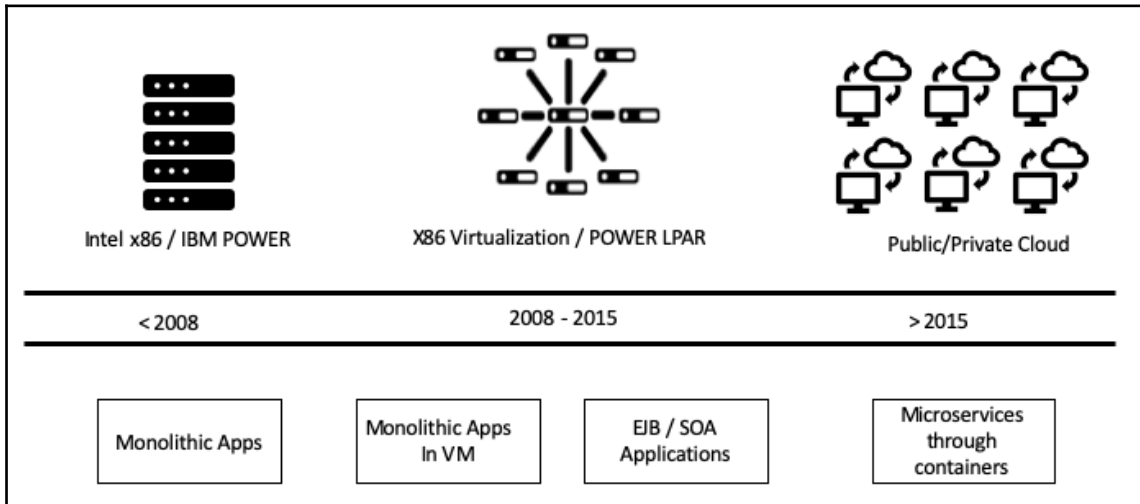 Intel x86 / IBM POWER
X86 Virtualization / POWER LPAR
Public/Private Cloud
< 2008
2008 - 2015
> 2015
Monolithic Apps
Monolithic Apps
In VM
EJB / SOA
Applications
Microservices
through
containers